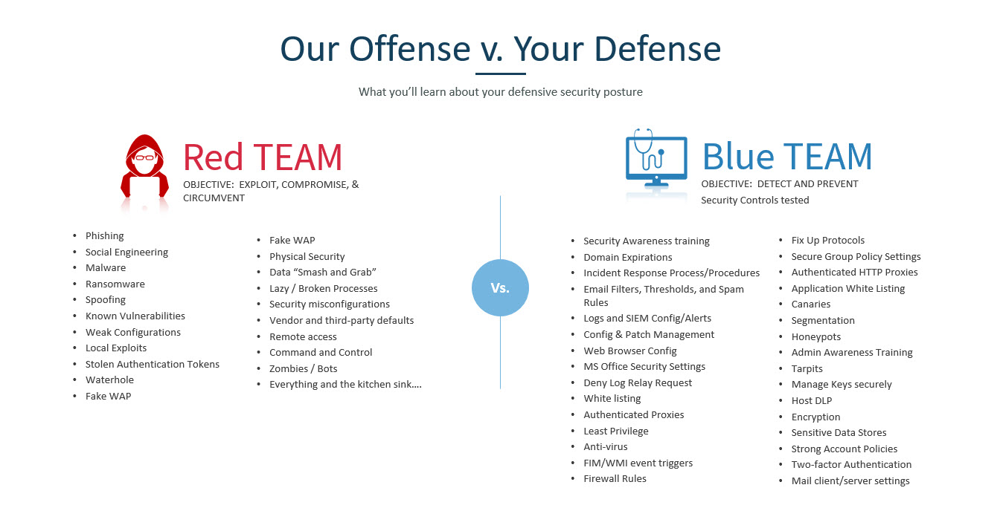 Our Offense v. Your Defense
What you’ll learn about your defensive security posture
Red TEAM
OBJECTIVE: EXPLOIT, COMPROMISE, &
CIRCUMVENT
• Phishing
• Social Engineering
• Malware
• Ransomware
• Spoofing
• Known Vulnerabilities
• Weak Configurations
• Local Exploits
• Stolen Authentication Tokens
• Waterhole
• Fake WAP
• Fake WAP
• Physical Security
• Data “Smash and Grab”
• Lazy / Broken Processes
• Security misconfigurations
• Vendor and third-party defaults
• Remote access
• Command and Control
• Zombies / Bots
• Everything and the kitchen sink….
Vs.
Blue TEAM
OBJECTIVE: DETECT AND PREVENT
Security Controls tested
• Security Awareness training
• Domain Expirations
• Incident Response Process/Procedures
• Email Filters, Thresholds, and Spam
Rules
• Logs and SIEM Config/Alerts
• Config & Patch Management
• Web Browser Config
• MS Office Security Settings
• Deny Log Relay Request
• White listing
• Authenticated Proxies
• Least Privilege
• Anti-virus
• FIM/WMI event triggers
• Firewall Rules
• Fix Up Protocols
• Secure Group Policy Settings
• Authenticated HTTP Proxies
• Application White Listing
• Canaries
• Segmentation
• Honeypots
• Admin Awareness Training
• Tarpits
• Manage Keys securely
• Host DLP
• Encryption
• Sensitive Data Stores
• Strong Account Policies
• Two-factor Authentication
• Mail client/server settings